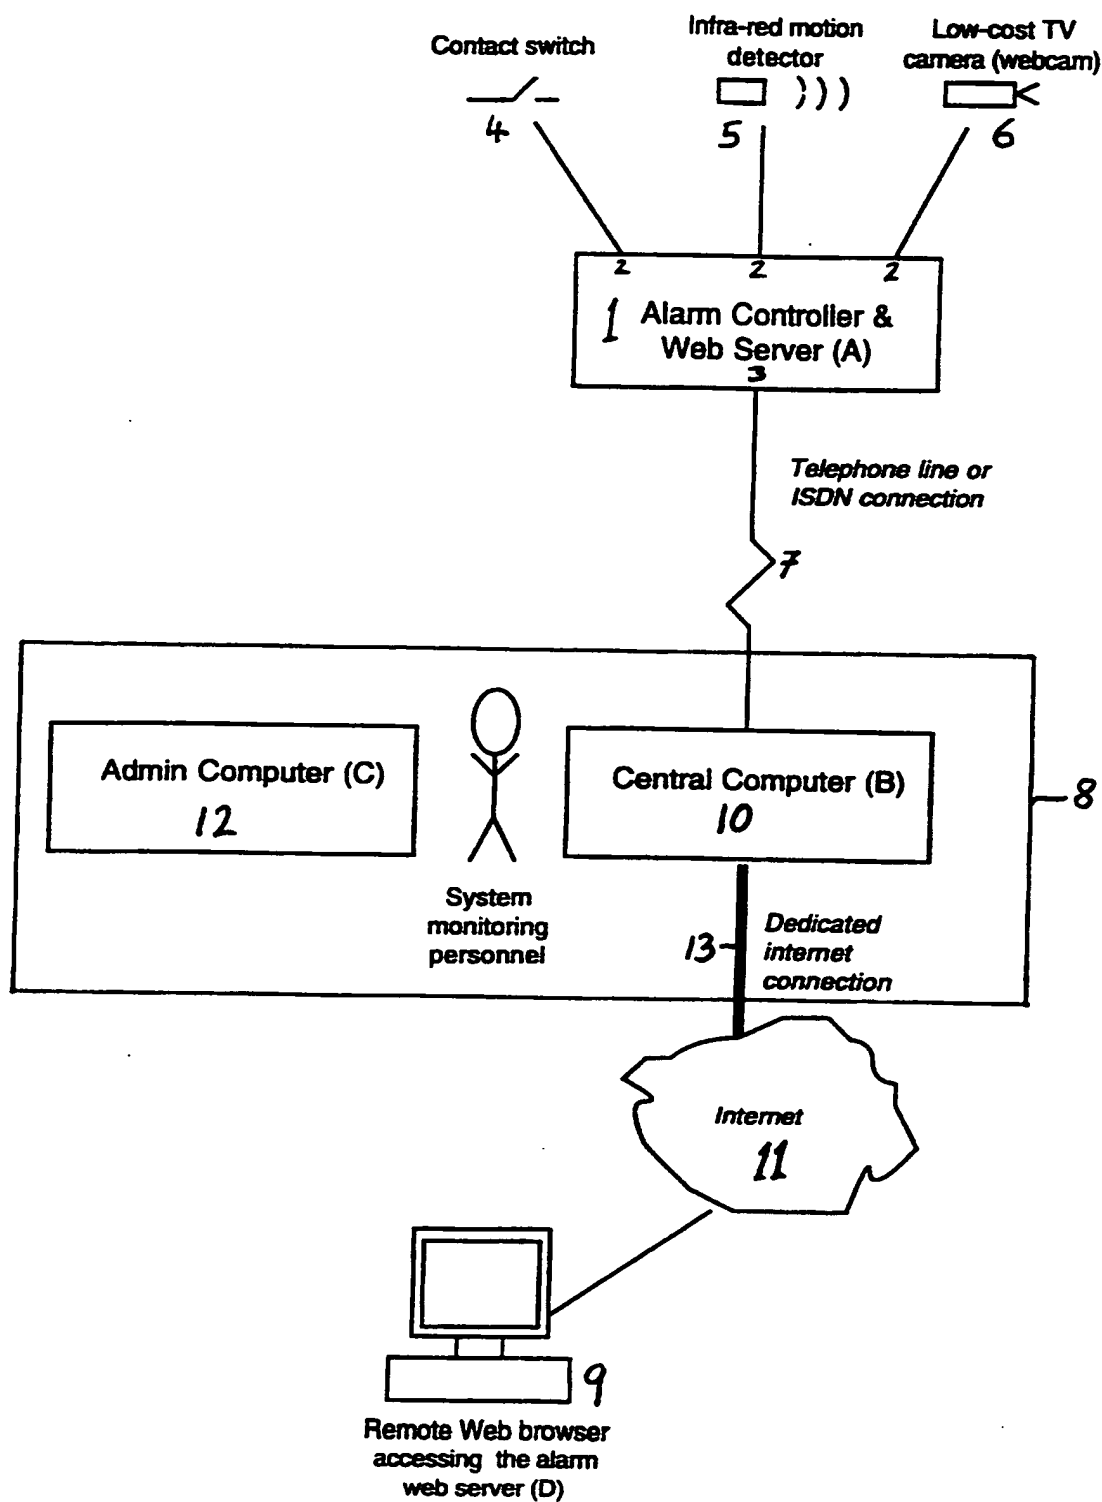 Contact switch
4
Infra-red motion
detector
5
Low-cost TV
camera (webcam)
6
2
2
2
1
Alarm Controller &
Web Server (A)
3
Telephone line or
ISDN connection
7
Admin Computer (C)
12
System
monitoring
personnel
Central Computer (B)
10
8
13
Dedicated
internet
connection
Internet
11
9
Remote Web browser
accessing the alarm
web server (D)